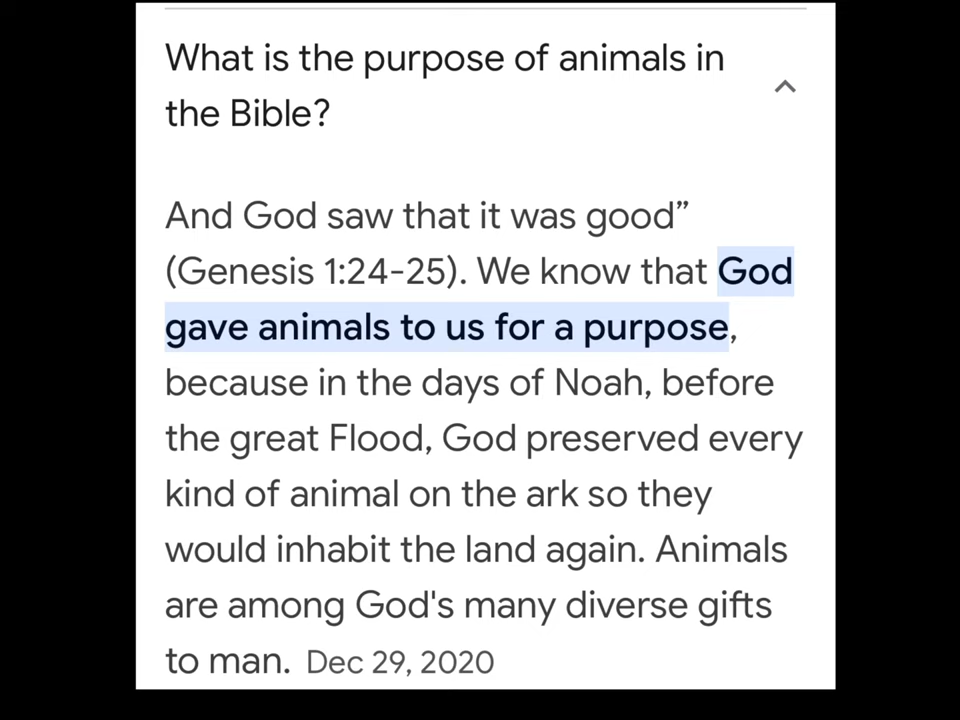 What is the purpose of animals in
the Bible?
And God saw that it was good”
(Genesis 1:24-25). We know that God
gave animals to us for a purpose,
because in the days of Noah, before
the great Flood, God preserved every
kind of animal on the ark so they
would inhabit the land again. Animals
are among God's many diverse gifts
to man. Dec 29, 2020